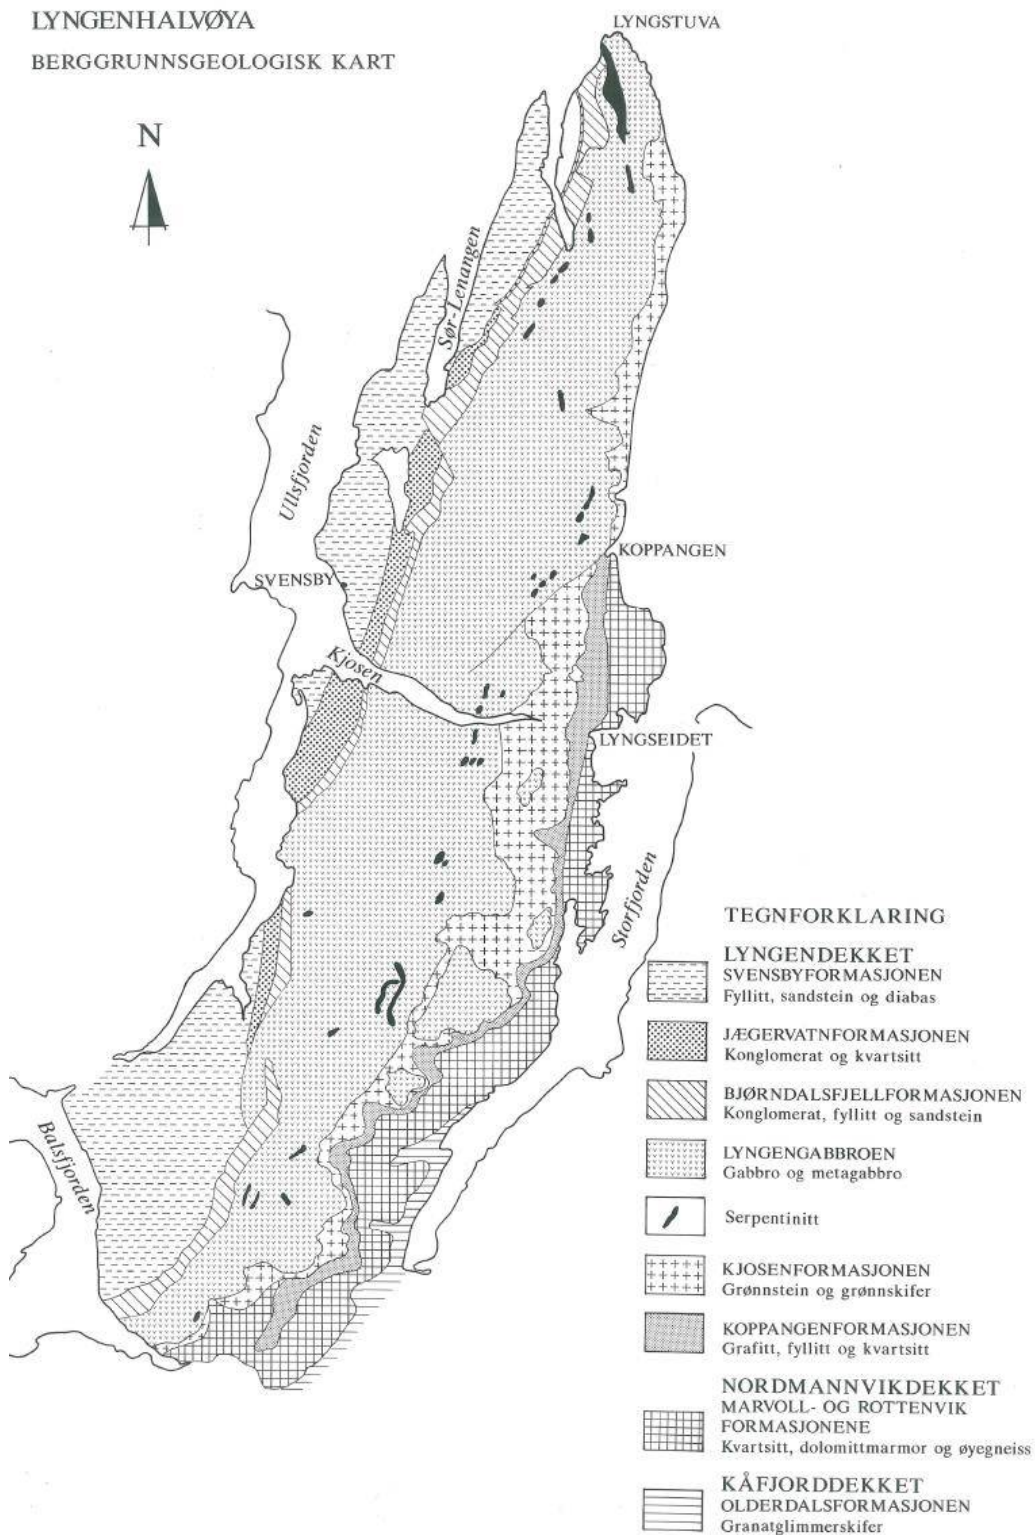 LYNGENHALVØYA
BERGGRUNNSGEOLOGISK KART
N
LYNGSTUVA
Sør-Lenangen
Ullsfjorden
SVENSBY
KOPPANGEN
Kjosen
LYNGSEIDET
Storfjorden
Balsfjorden
TEGNFORKLARING
LYNGENDEKKET
SVENSBYFORMASJONEN
Fyllitt, sandstein og diabas
JÆGERVATNFORMASJONEN
Konglomerat og kvartsitt
BJØRNDALSFJELLFORMASJONEN
Konglomerat, fyllitt og sandstein
LYNGENGABBROEN
Gabbro og metagabbro
Serpentinitt
KJOSENFORMASJONEN
Grønnstein og grønnskifer
KOPPANGENFORMASJONEN
Grafitt, fyllitt og kvartsitt
NORDMANNVIKDEKKET
MARVOLL- OG ROTTENVIK
FORMASJONENE
Kvartsitt, dolomittmarmor og øyegneiss
KÅFJORDDEKKET
OLDERDALSFORMASJONEN
Granatglimmerskifer